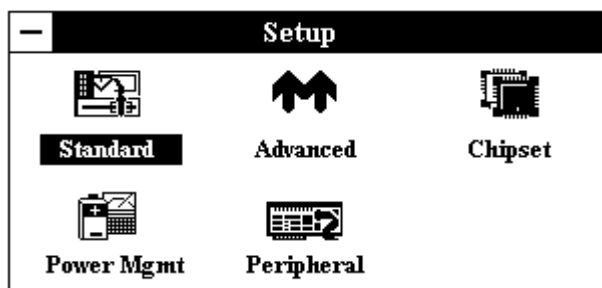 Setup
Standard
Advanced
Chipset
Power Mgmt
Peripheral